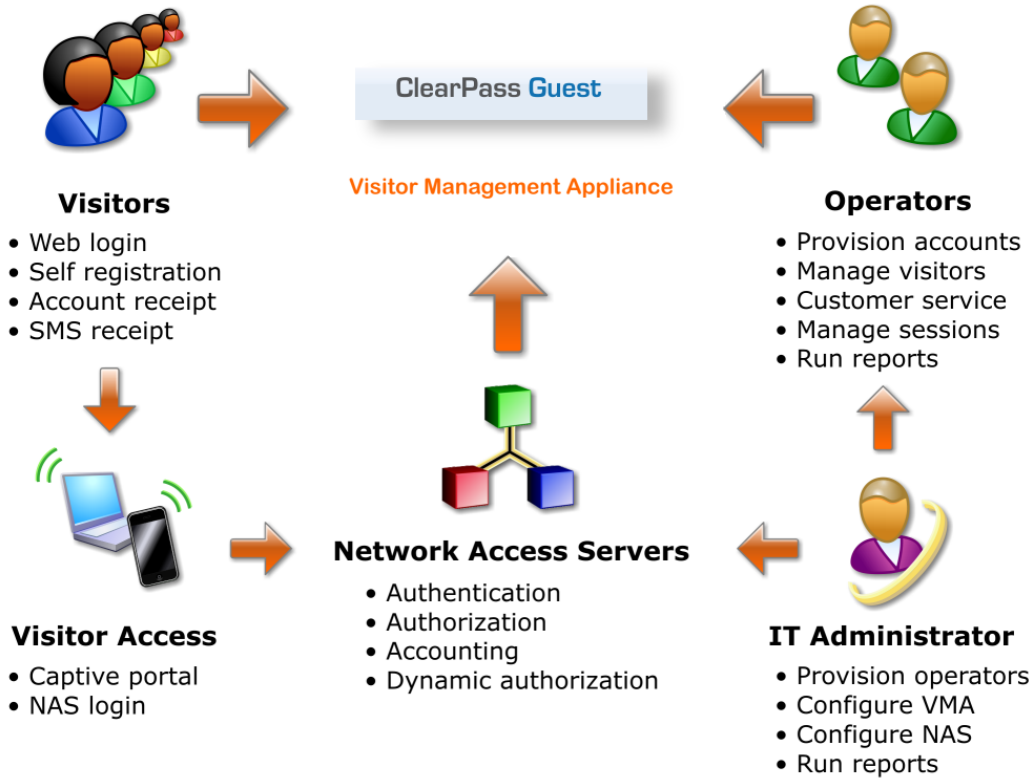 ClearPass Guest
Visitor Management Appliance
Visitors
• Web login
• Self registration
• Account receipt
• SMS receipt
Operators
• Provision accounts
• Manage visitors
• Customer service
• Manage sessions
• Run reports
Visitor Access
• Captive portal
• NAS login
Network Access Servers
• Authentication
• Authorization
• Accounting
• Dynamic authorization
IT Administrator
• Provision operators
• Configure VMA
• Configure NAS
• Run reports